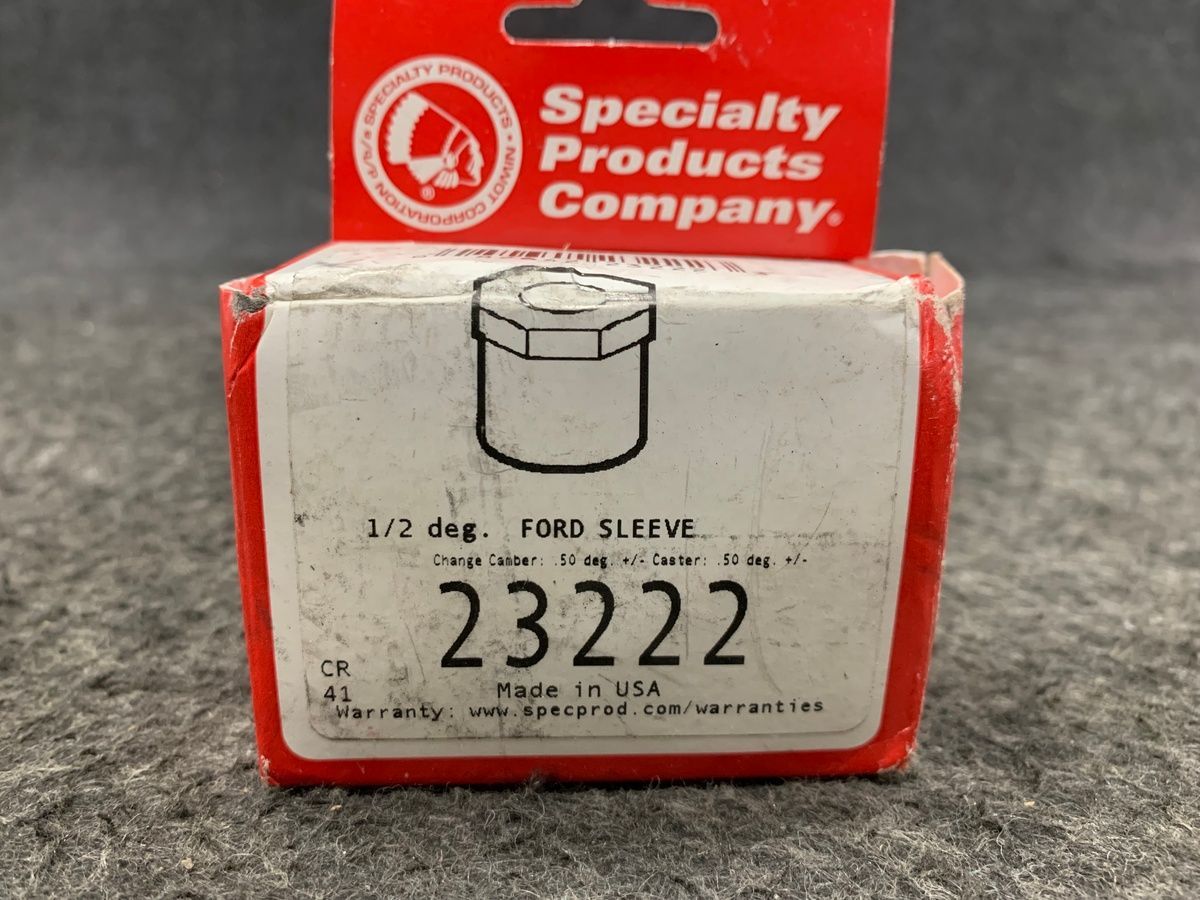 SPECIALTY PRODUCTS • NIWOT CORPORATION D/B/A
®
Specialty
Products
Company®
1/2 deg. FORD SLEEVE
Change Camber: .50 deg. +/- Caster: .50 deg. +/-
23222
CR
41
Made in USA
Warranty: www.specprod.com/warranties